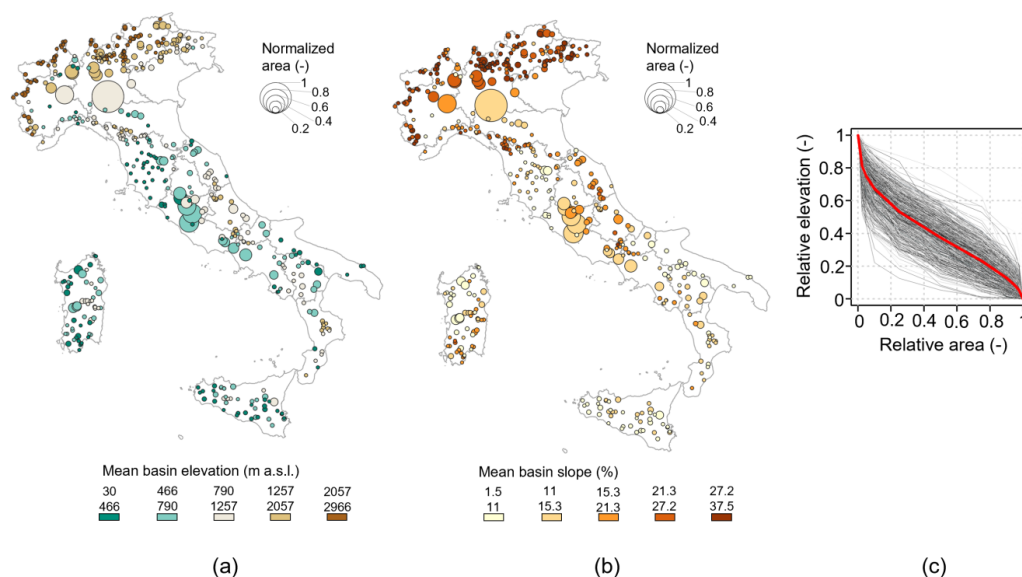 Normalized
area (-)
1
0.8
0.6
0.4
0.2
Mean basin elevation (m a.s.l.)
30 466 790 1257 2057
466 790 1257 2057 2966
(a)
Normalized
area (-)
1
0.8
0.6
0.4
0.2
Mean basin slope (%)
1.5 11 15.3 21.3 27.2
11 15.3 21.3 27.2 37.5
(b)
Relative elevation (-)
1
0.8
0.6
0.4
0.2
0
0 0.2 0.4 0.6 0.8 1
Relative area (-)
(c)